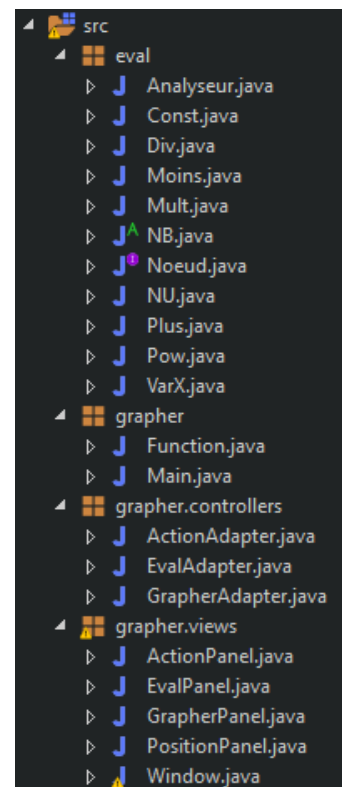 src
eval
Analyseur.java
Const.java
Div.java
Moins.java
Mult.java
NB.java
Noeud.java
NU.java
Plus.java
Pow.java
VarX.java
grapher
Function.java
Main.java
grapher.controllers
ActionAdapter.java
EvalAdapter.java
GrapherAdapter.java
grapher.views
ActionPanel.java
EvalPanel.java
GrapherPanel.java
PositionPanel.java
Window.java